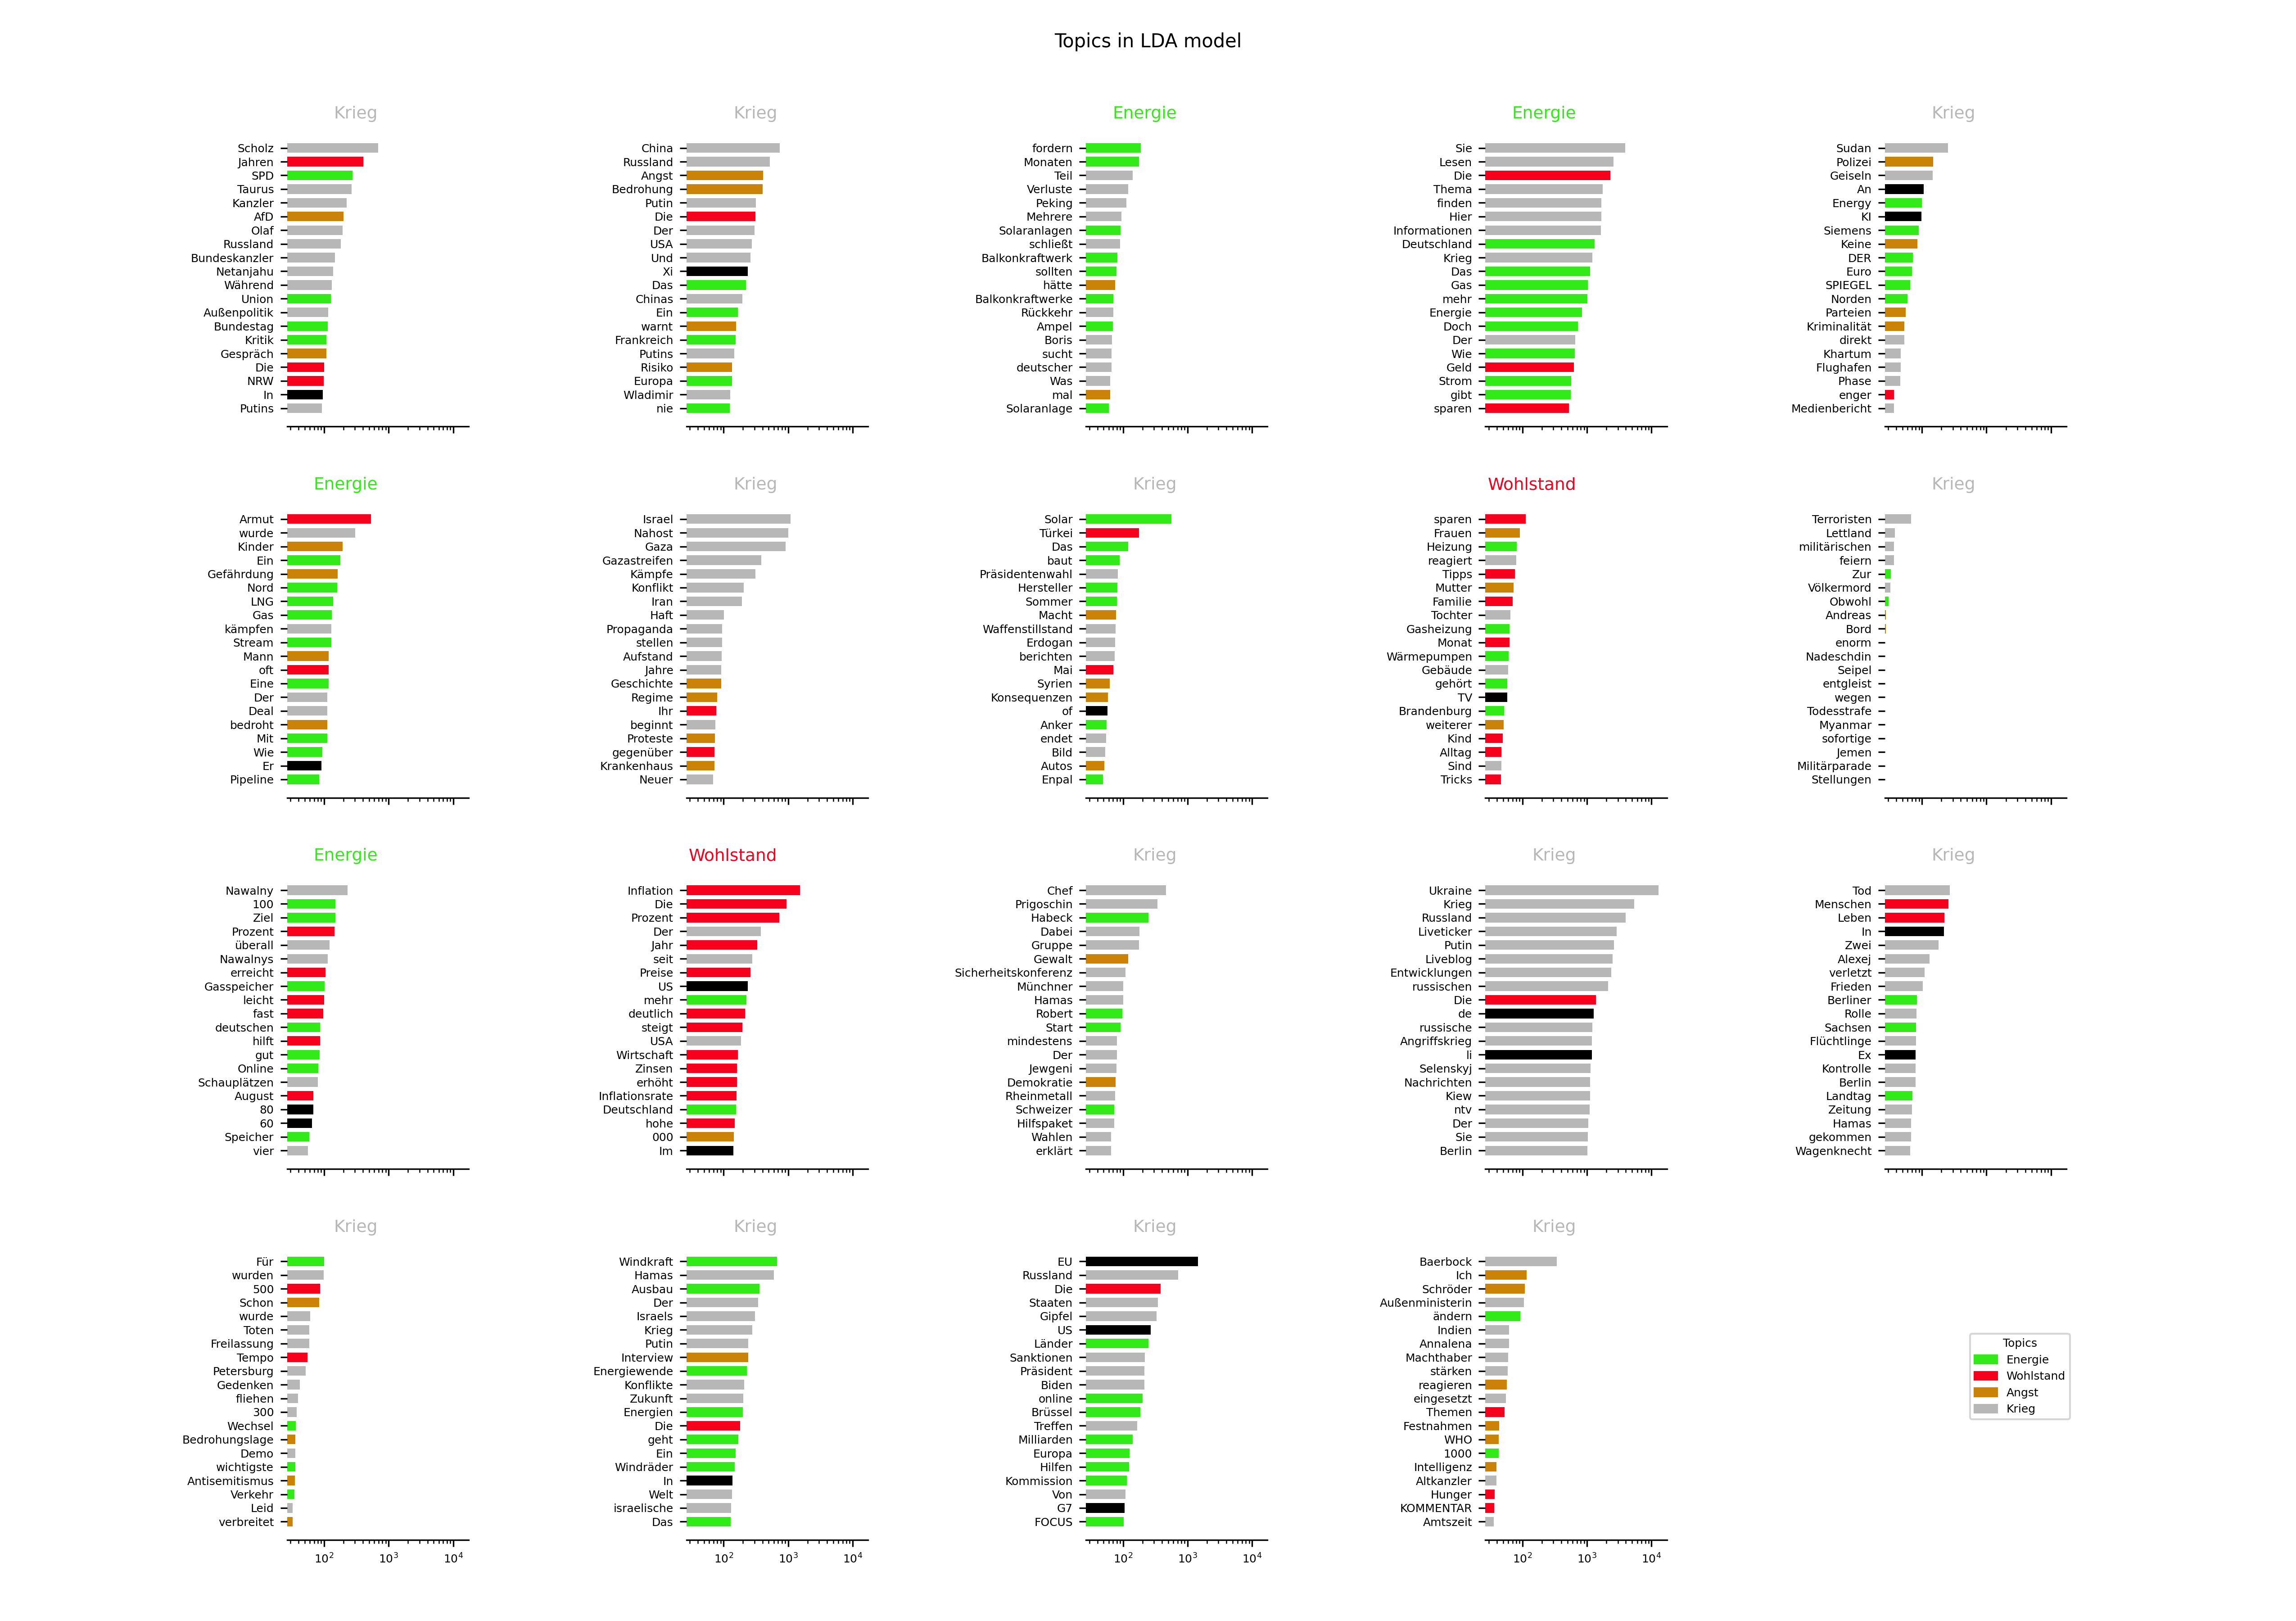 Topics in LDA model
Krieg
Scholz
Jahren
SPD
Taurus
Kanzler
AfD
Olaf
Russland
Bundeskanzler
Netanjahu
Während
Union
Außenpolitik
Bundestag
Kritik
Gespräch
Die
NRW
In
Putins
Krieg
China
Russland
Angst
Bedrohung
Putin
Die
Der
USA
Und
Xi
Das
Chinas
Ein
warnt
Frankreich
Putins
Risiko
Europa
Wladimir
nie
Energie
fordern
Monaten
Teil
Verluste
Peking
Mehrere
Solaranlagen
schließt
Balkonkraftwerk
sollten
hätte
Balkonkraftwerke
Rückkehr
Ampel
Boris
sucht
deutscher
Was
mal
Solaranlage
Energie
Sie
Lesen
Die
Thema
finden
Hier
Informationen
Deutschland
Krieg
Das
Gas
mehr
Energie
Doch
Der
Wie
Geld
Strom
gibt
sparen
Krieg
Sudan
Polizei
Geiseln
An
Energy
KI
Siemens
Keine
DER
Euro
SPIEGEL
Norden
Parteien
Kriminalität
direkt
Khartum
Flughafen
Phase
enger
Medienbericht
Energie
Armut
wurde
Kinder
Ein
Gefährdung
Nord
LNG
Gas
kämpfen
Stream
Mann
oft
Eine
Der
Deal
bedroht
Mit
Wie
Er
Pipeline
Krieg
Israel
Nahost
Gaza
Gazastreifen
Kämpfe
Konflikt
Iran
Haft
Propaganda
stellen
Aufstand
Jahre
Geschichte
Regime
Ihr
beginnt
Proteste
gegenüber
Krankenhaus
Neuer
Krieg
Solar
Türkei
Das
baut
Präsidentenwahl
Hersteller
Sommer
Macht
Waffenstillstand
Erdogan
berichten
Mai
Syrien
Konsequenzen
of
Anker
endet
Bild
Autos
Enpal
Wohlstand
sparen
Frauen
Heizung
reagiert
Tipps
Mutter
Familie
Tochter
Gasheizung
Monat
Wärmepumpen
Gebäude
gehört
TV
Brandenburg
weiterer
Kind
Alltag
Sind
Tricks
Krieg
Terroristen
Lettland
militärischen
feiern
Zur
Völkermord
Obwohl
Andreas
Bord
enorm
Nadeschdin
Seipel
entgleist
wegen
Todesstrafe
Myanmar
sofortige
Jemen
Militärparade
Stellungen
Energie
Nawalny
100
Ziel
Prozent
überall
Nawalnys
erreicht
Gasspeicher
leicht
fast
deutschen
hilft
gut
Online
Schauplätzen
August
80
60
Speicher
vier
Wohlstand
Inflation
Die
Prozent
Der
Jahr
seit
Preise
US
mehr
deutlich
steigt
USA
Wirtschaft
Zinsen
erhöht
Inflationsrate
Deutschland
hohe
000
Im
Krieg
Chef
Prigoschin
Habeck
Dabei
Gruppe
Gewalt
Sicherheitskonferenz
Münchner
Hamas
Robert
Start
mindestens
Der
Jewgeni
Demokratie
Rheinmetall
Schweizer
Hilfspaket
Wahlen
erklärt
Krieg
Ukraine
Krieg
Russland
Liveticker
Putin
Liveblog
Entwicklungen
russischen
Die
de
russische
Angriffskrieg
li
Selenskyj
Nachrichten
Kiew
ntv
Der
Sie
Berlin
Krieg
Tod
Menschen
Leben
In
Zwei
Alexej
verletzt
Frieden
Berliner
Rolle
Sachsen
Flüchtlinge
Ex
Kontrolle
Berlin
Landtag
Zeitung
Hamas
gekommen
Wagenknecht
Krieg
Für
wurden
500
Schon
wurde
Toten
Freilassung
Tempo
Petersburg
Gedenken
fliehen
300
Wechsel
Bedrohungslage
Demo
wichtigste
Antisemitismus
Verkehr
Leid
verbreitet
10²
10³
10⁴
Krieg
Windkraft
Hamas
Ausbau
Der
Israels
Krieg
Putin
Interview
Energiewende
Konflikte
Zukunft
Energien
Die
geht
Ein
Windräder
In
Welt
israelische
Das
10²
10³
10⁴
Krieg
EU
Russland
Die
Staaten
Gipfel
US
Länder
Sanktionen
Präsident
Biden
online
Brüssel
Treffen
Milliarden
Europa
Hilfen
Kommission
Von
G7
FOCUS
10²
10³
10⁴
Krieg
Baerbock
Ich
Schröder
Außenministerin
ändern
Indien
Annalena
Machthaber
stärken
reagieren
eingesetzt
Themen
Festnahmen
WHO
1000
Intelligenz
Altkanzler
Hunger
KOMMENTAR
Amtszeit
10²
10³
10⁴
Topics
Energie
Wohlstand
Angst
Krieg